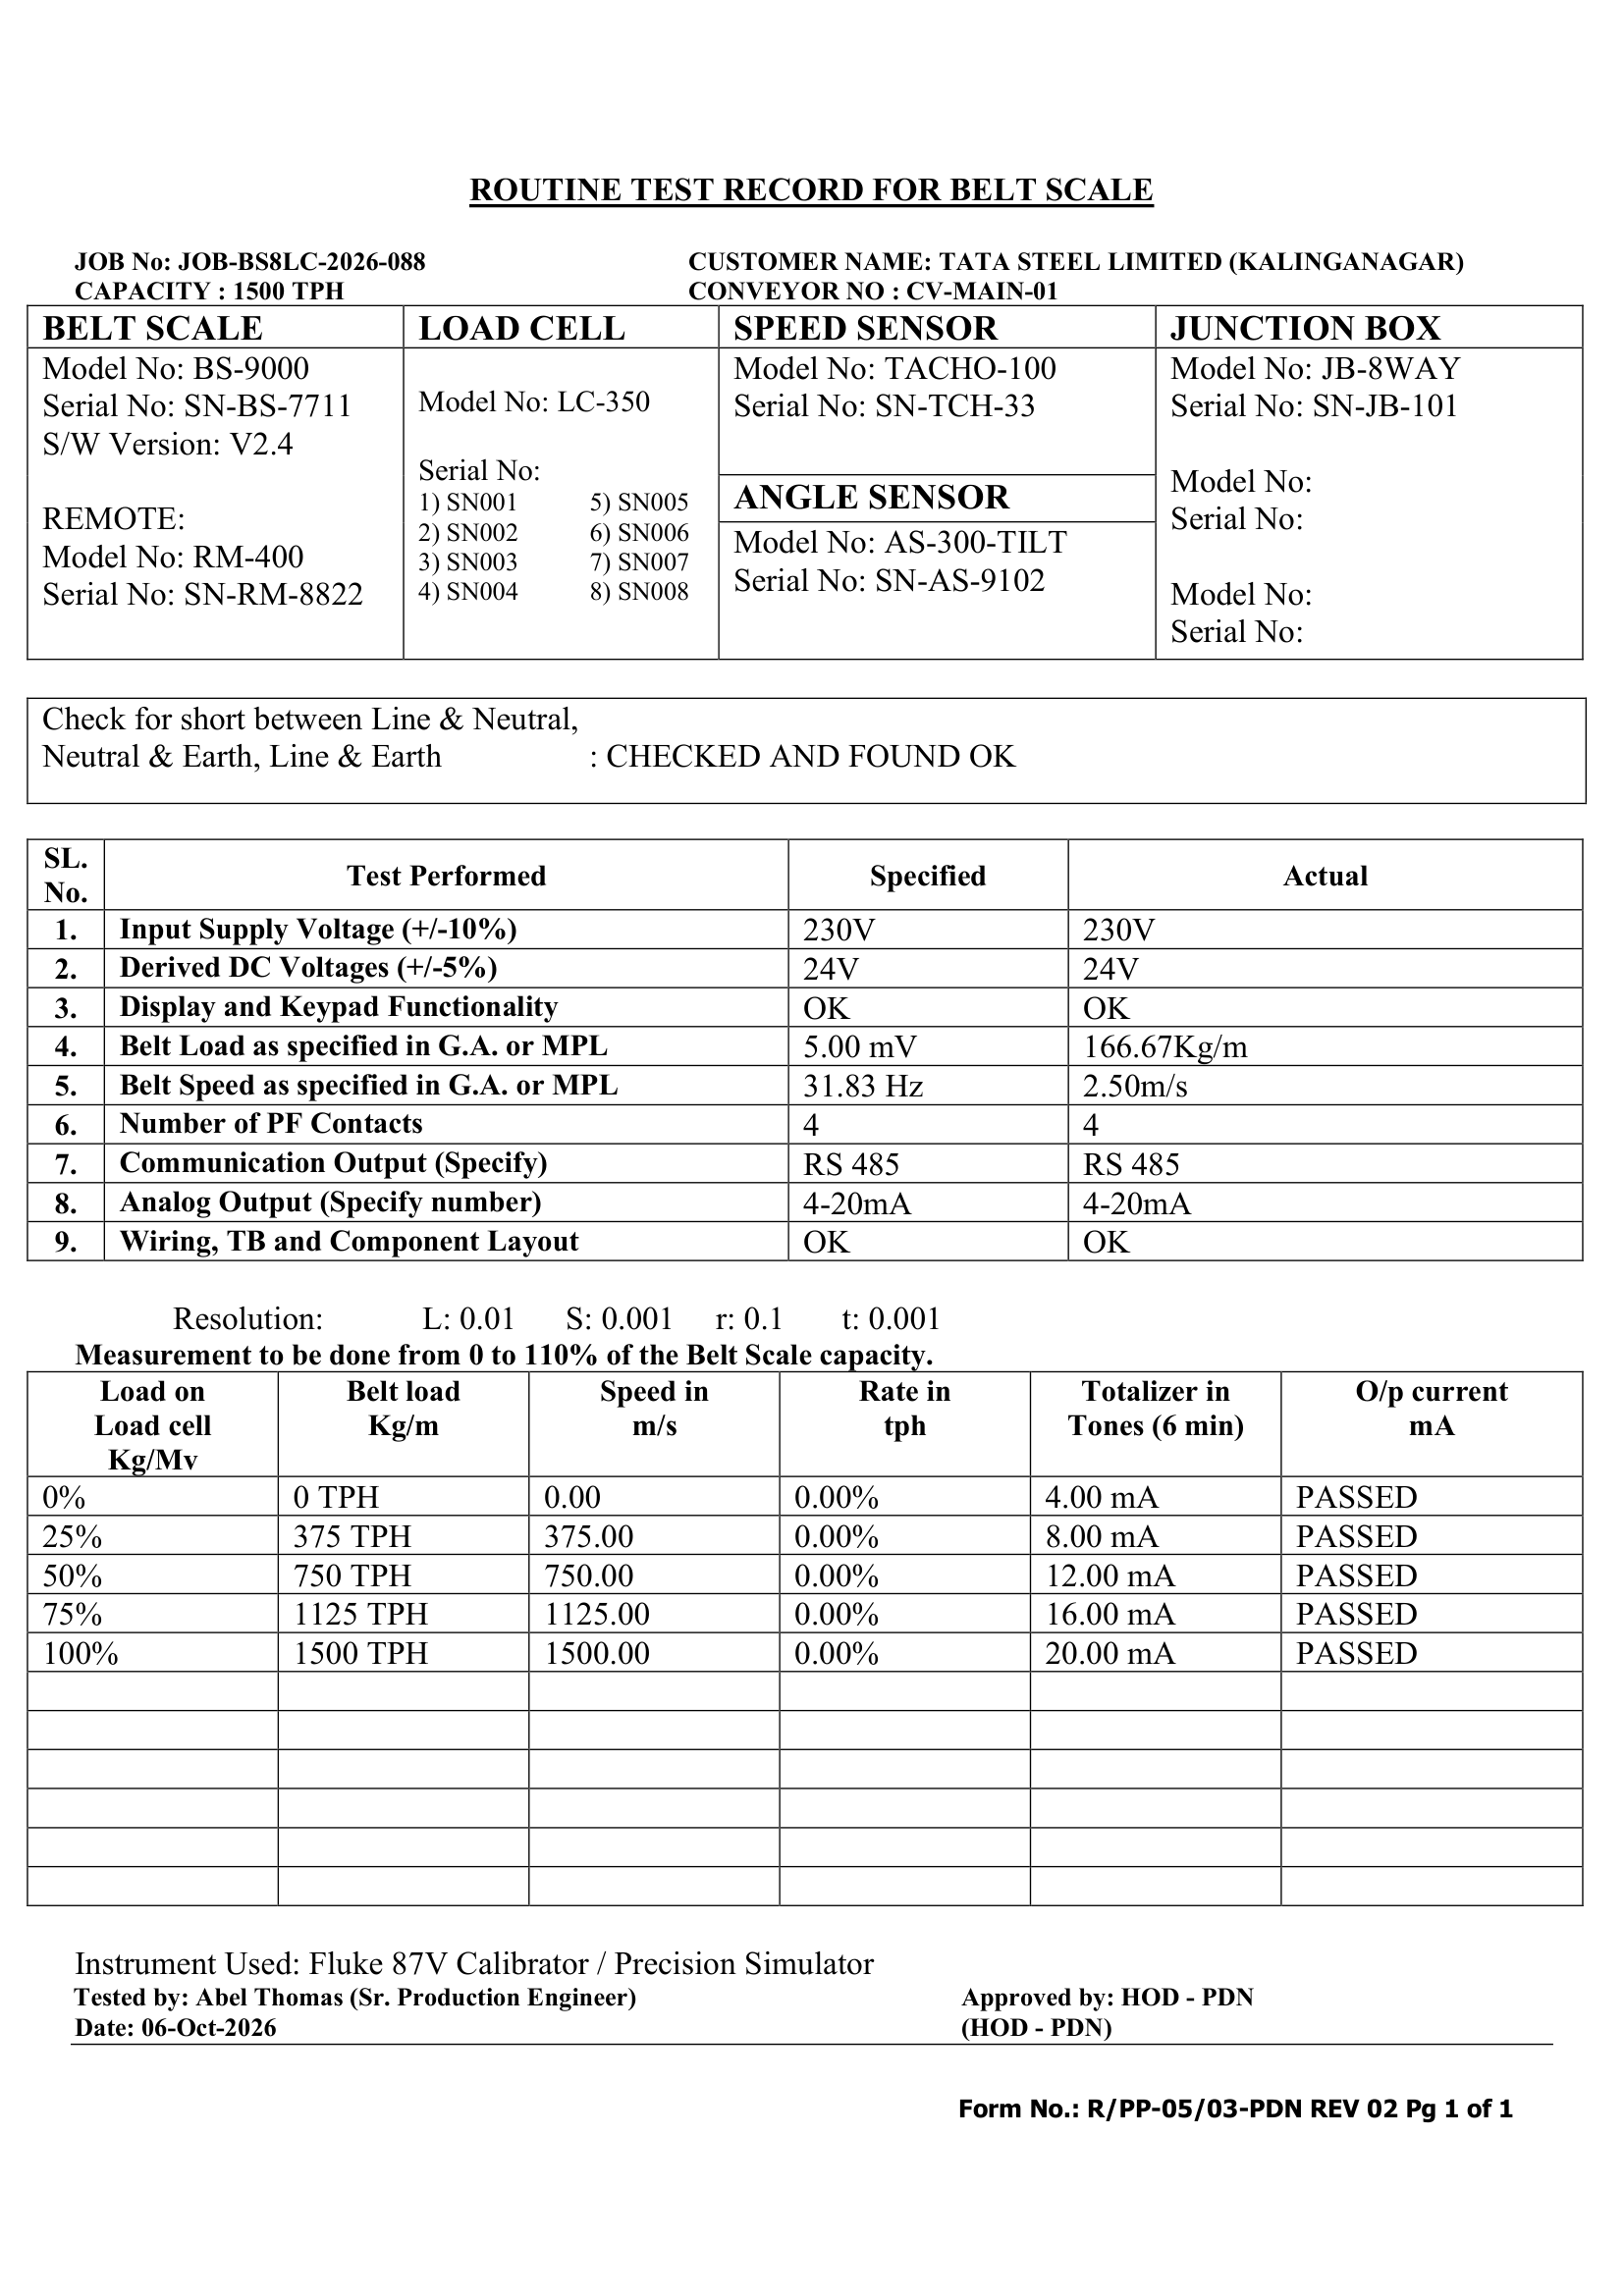 ROUTINE TEST RECORD FOR BELT SCALE
JOB No: JOB-BS8LC-2026-088 CUSTOMER NAME: TATA STEEL LIMITED (KALINGANAGAR)
CAPACITY : 1500 TPH CONVEYOR NO : CV-MAIN-01
BELT SCALE LOAD CELL SPEED SENSOR JUNCTION BOX
Model No: BS-9000
Serial No: SN-BS-7711
S/W Version: V2.4
REMOTE:
Model No: RM-400
Serial No: SN-RM-8822
Model No: LC-350
Serial No:
1) SN001 5) SN005
2) SN002 6) SN006
3) SN003 7) SN007
4) SN004 8) SN008
Model No: TACHO-100
Serial No: SN-TCH-33
ANGLE SENSOR
Model No: AS-300-TILT
Serial No: SN-AS-9102
Model No: JB-8WAY
Serial No: SN-JB-101
Model No:
Serial No:
Model No:
Serial No:
Check for short between Line & Neutral,
Neutral & Earth, Line & Earth : CHECKED AND FOUND OK
SL. No. Test Performed Specified Actual
1. Input Supply Voltage (+/-10%) 230V 230V
2. Derived DC Voltages (+/-5%) 24V 24V
3. Display and Keypad Functionality OK OK
4. Belt Load as specified in G.A. or MPL 5.00 mV 166.67Kg/m
5. Belt Speed as specified in G.A. or MPL 31.83 Hz 2.50m/s
6. Number of PF Contacts 4 4
7. Communication Output (Specify) RS 485 RS 485
8. Analog Output (Specify number) 4-20mA 4-20mA
9. Wiring, TB and Component Layout OK OK
Resolution: L: 0.01 S: 0.001 r: 0.1 t: 0.001
Measurement to be done from 0 to 110% of the Belt Scale capacity.
Load on Belt load Speed in Rate in Totalizer in O/p current
Load cell Kg/m m/s tph Tones (6 min) mA
Kg/Mv
0% 0 TPH 0.00 0.00% 4.00 mA PASSED
25% 375 TPH 375.00 0.00% 8.00 mA PASSED
50% 750 TPH 750.00 0.00% 12.00 mA PASSED
75% 1125 TPH 1125.00 0.00% 16.00 mA PASSED
100% 1500 TPH 1500.00 0.00% 20.00 mA PASSED
Instrument Used: Fluke 87V Calibrator / Precision Simulator
Tested by: Abel Thomas (Sr. Production Engineer) Approved by: HOD - PDN
Date: 06-Oct-2026 (HOD - PDN)
Form No.: R/PP-05/03-PDN REV 02 Pg 1 of 1